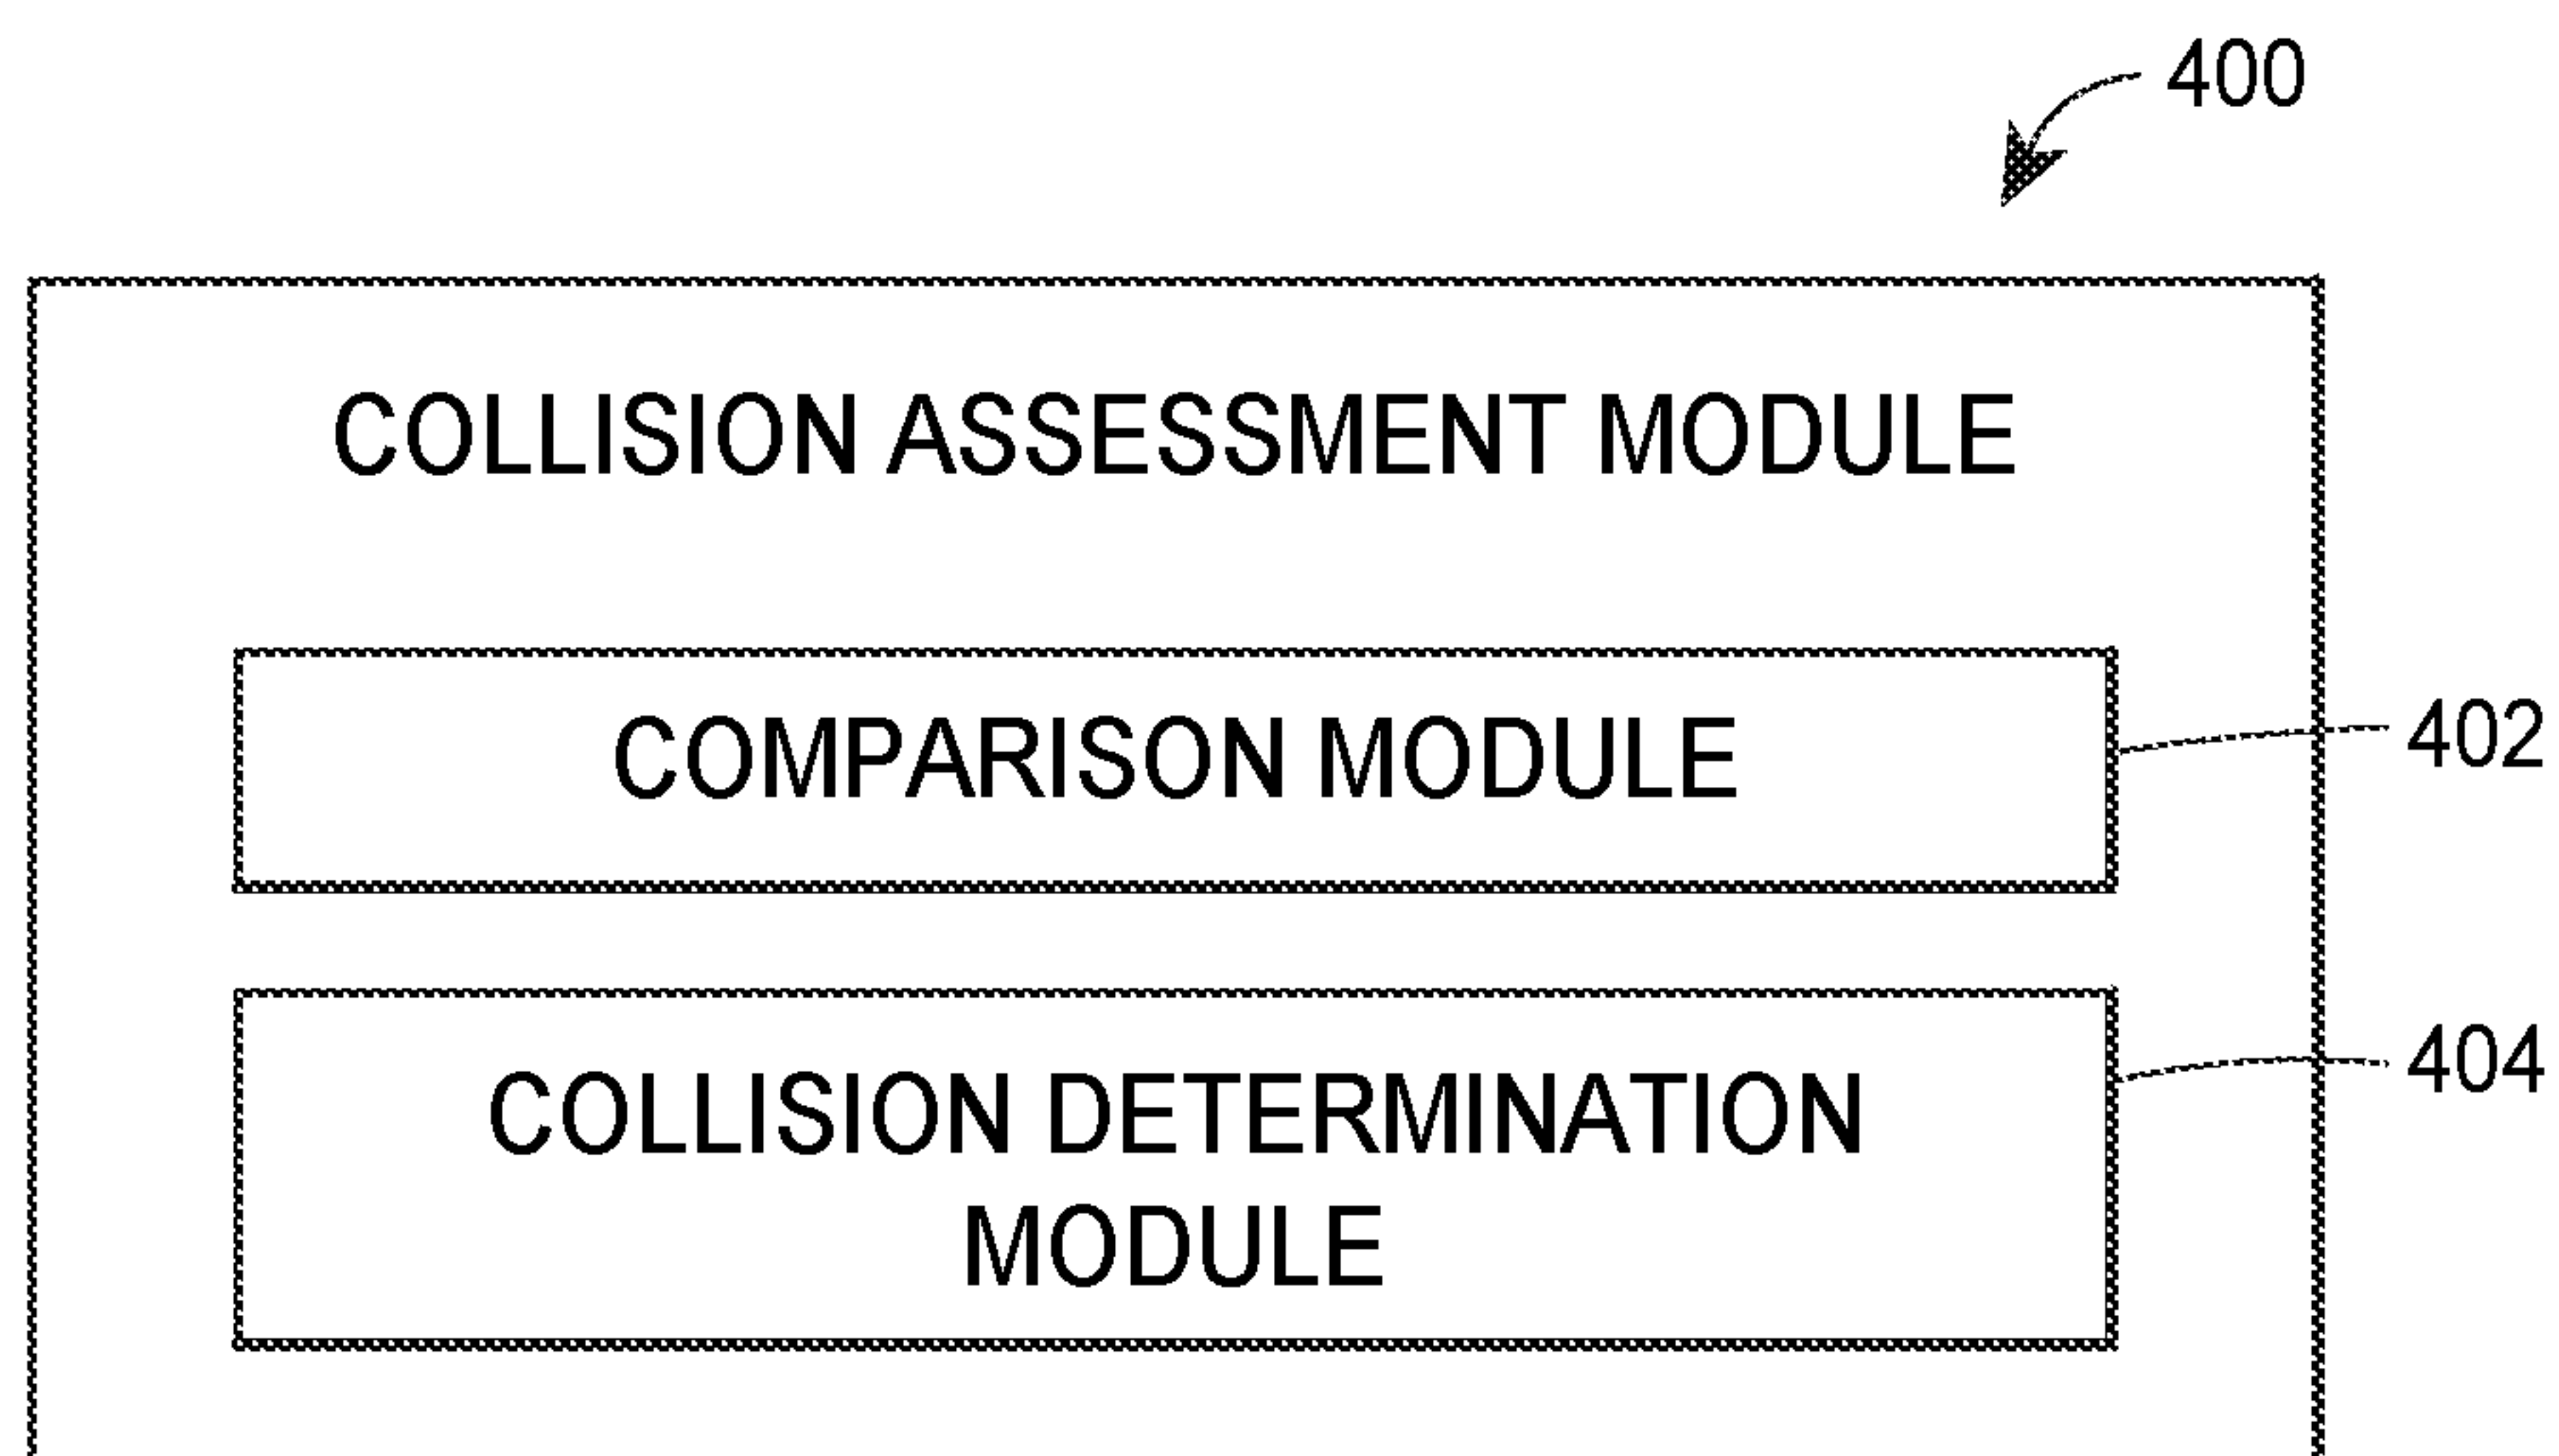 400
COLLISION ASSESSMENT MODULE
COMPARISON MODULE
402
COLLISION DETERMINATION
MODULE
404